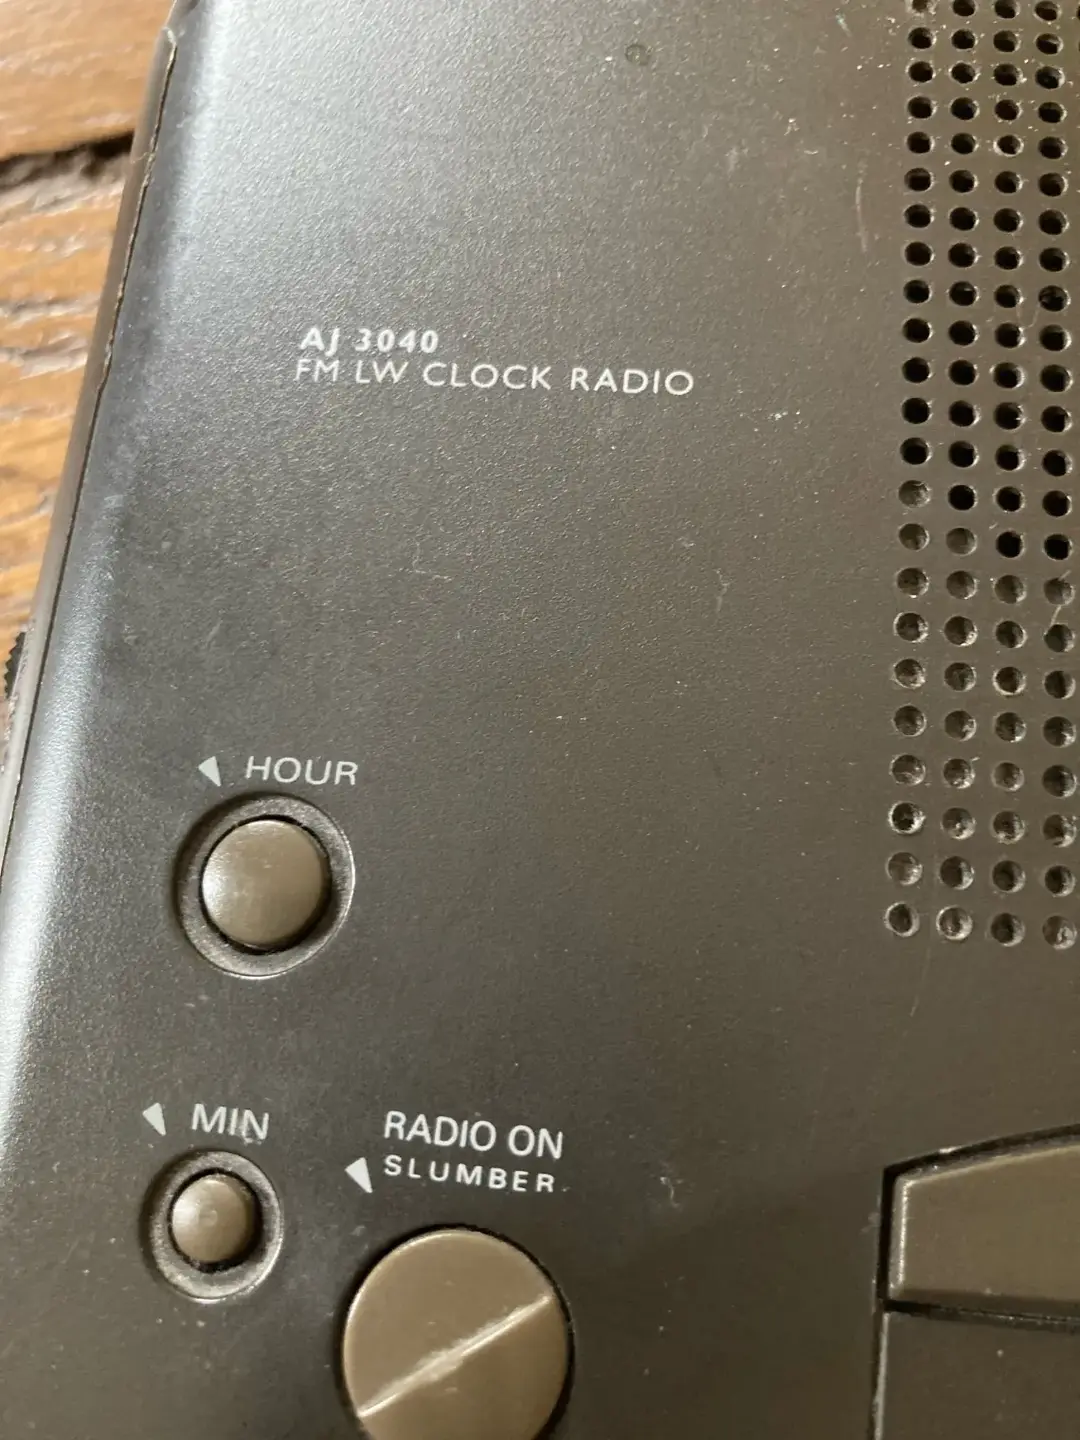 AJ 3040
FM LW CLOCK RADIO
HOUR
MIN
RADIO ON
SLUMBER